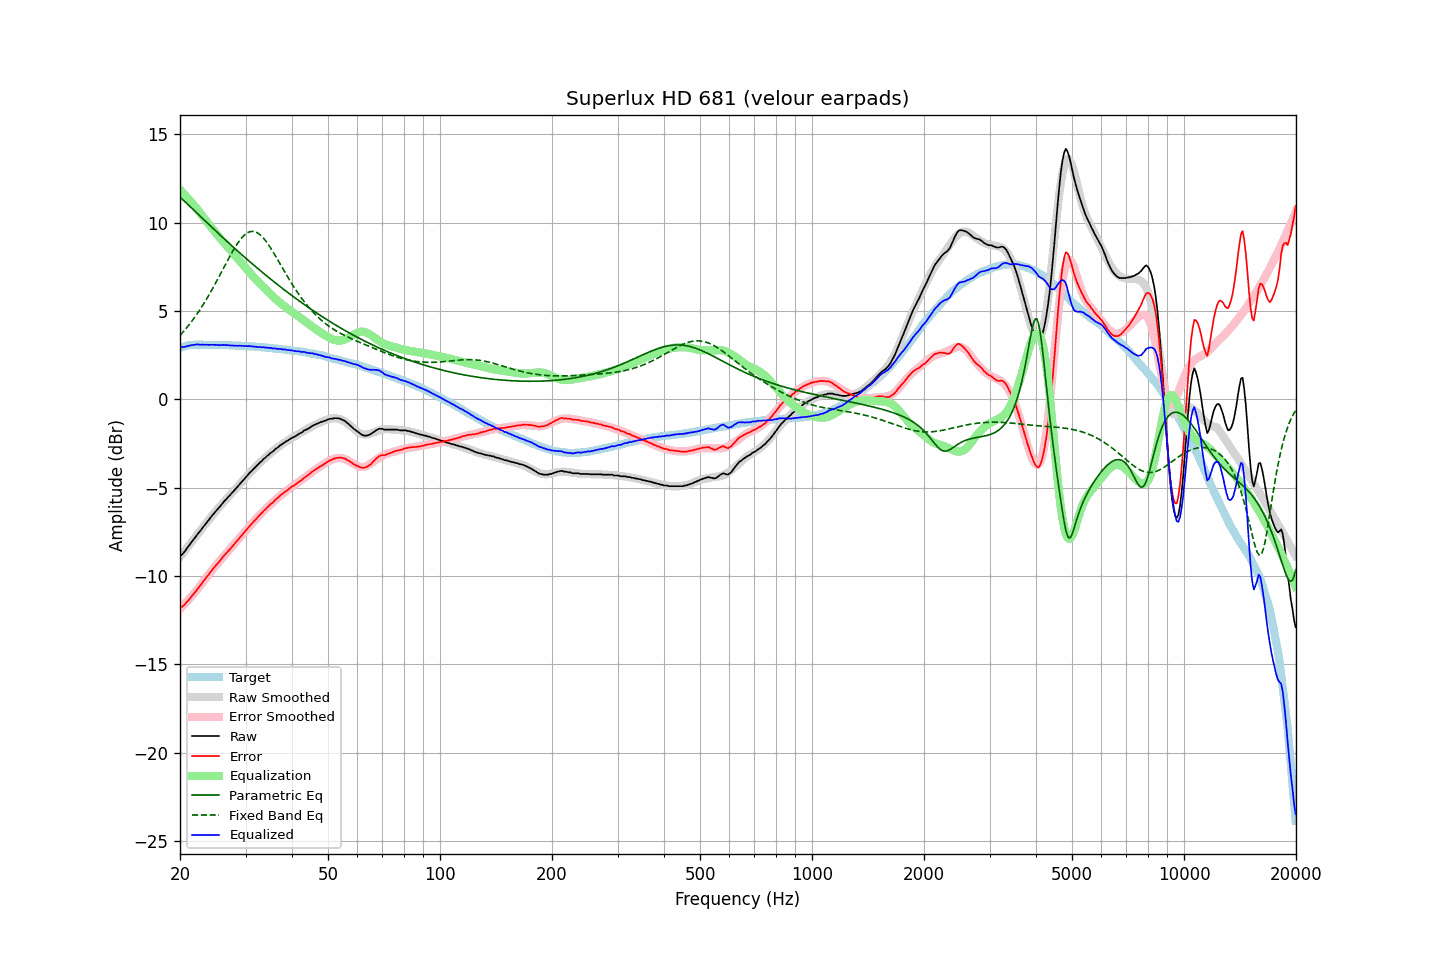 Superlux HD 681 (velour earpads)
Amplitude (dBr)
15
10
5
0
−5
−10
−15
−20
−25
Target
Raw Smoothed
Error Smoothed
Raw
Error
Equalization
Parametric Eq
Fixed Band Eq
Equalized
20 50 100 200 500 1000 2000 5000 10000 20000
Frequency (Hz)